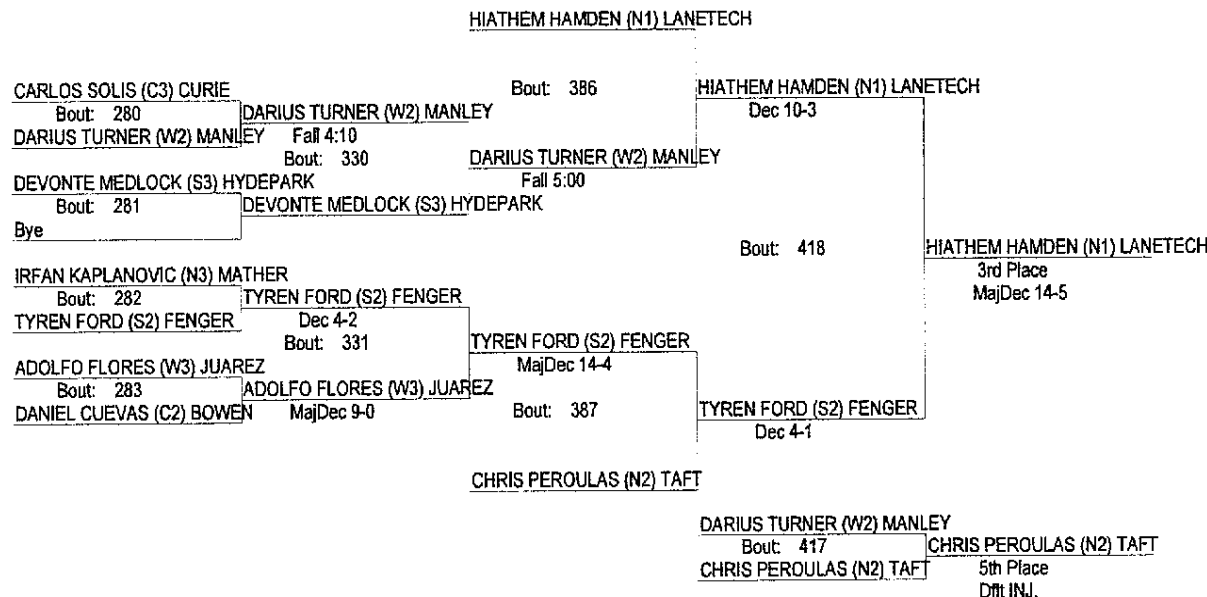 HIATHEM HAMDEN (N1) LANETECH
CARLOS SOLIS (C3) CURIE
Bout: 280
DARIUS TURNER (W2) MANLEY
DARIUS TURNER (W2) MANLEY
Fall 4:10
Bout: 330
DEVONTE MEDLOCK (S3) HYDEPARK
Bout: 281
Bye
DEVONTE MEDLOCK (S3) HYDEPARK
Bout: 386
DARIUS TURNER (W2) MANLEY
Fall 5:00
HIATHEM HAMDEN (N1) LANETECH
Dec 10-3
IRFAN KAPLANOVIC (N3) MATHER
Bout: 282
TYREN FORD (S2) FENGER
TYREN FORD (S2) FENGER
Dec 4-2
Bout: 331
ADOLFO FLORES (W3) JUAREZ
Bout: 283
DANIEL CUEVAS (C2) BOWEN
ADOLFO FLORES (W3) JUAREZ
MajDec 9-0
TYREN FORD (S2) FENGER
MajDec 14-4
Bout: 387
CHRIS PEROULAS (N2) TAFT
TYREN FORD (S2) FENGER
Dec 4-1
Bout: 418
HIATHEM HAMDEN (N1) LANETECH
3rd Place
MajDec 14-5
DARIUS TURNER (W2) MANLEY
Bout: 417
CHRIS PEROULAS (N2) TAFT
CHRIS PEROULAS (N2) TAFT
5th Place
Dflt INJ.